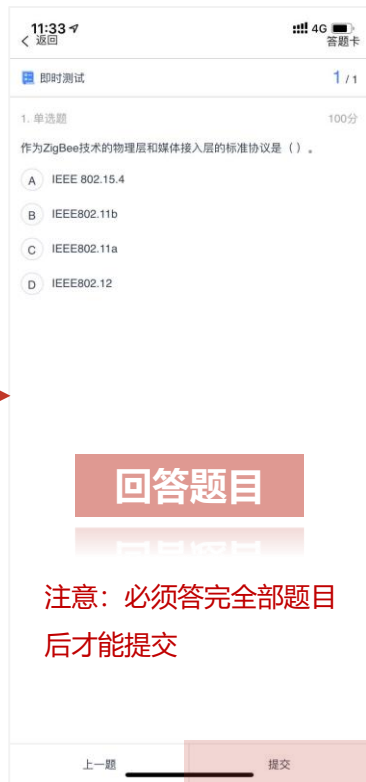 11:33
4G
返回
答题卡
即时测试
1 / 1
1. 单选题
100分
作为ZigBee技术的物理层和媒体接入层的标准协议是（ ）。
A IEEE 802.15.4
B IEEE802.11b
C IEEE802.11a
D IEEE802.12
回答题目
注意：必须答完全部题目
后才能提交
上一题
提交